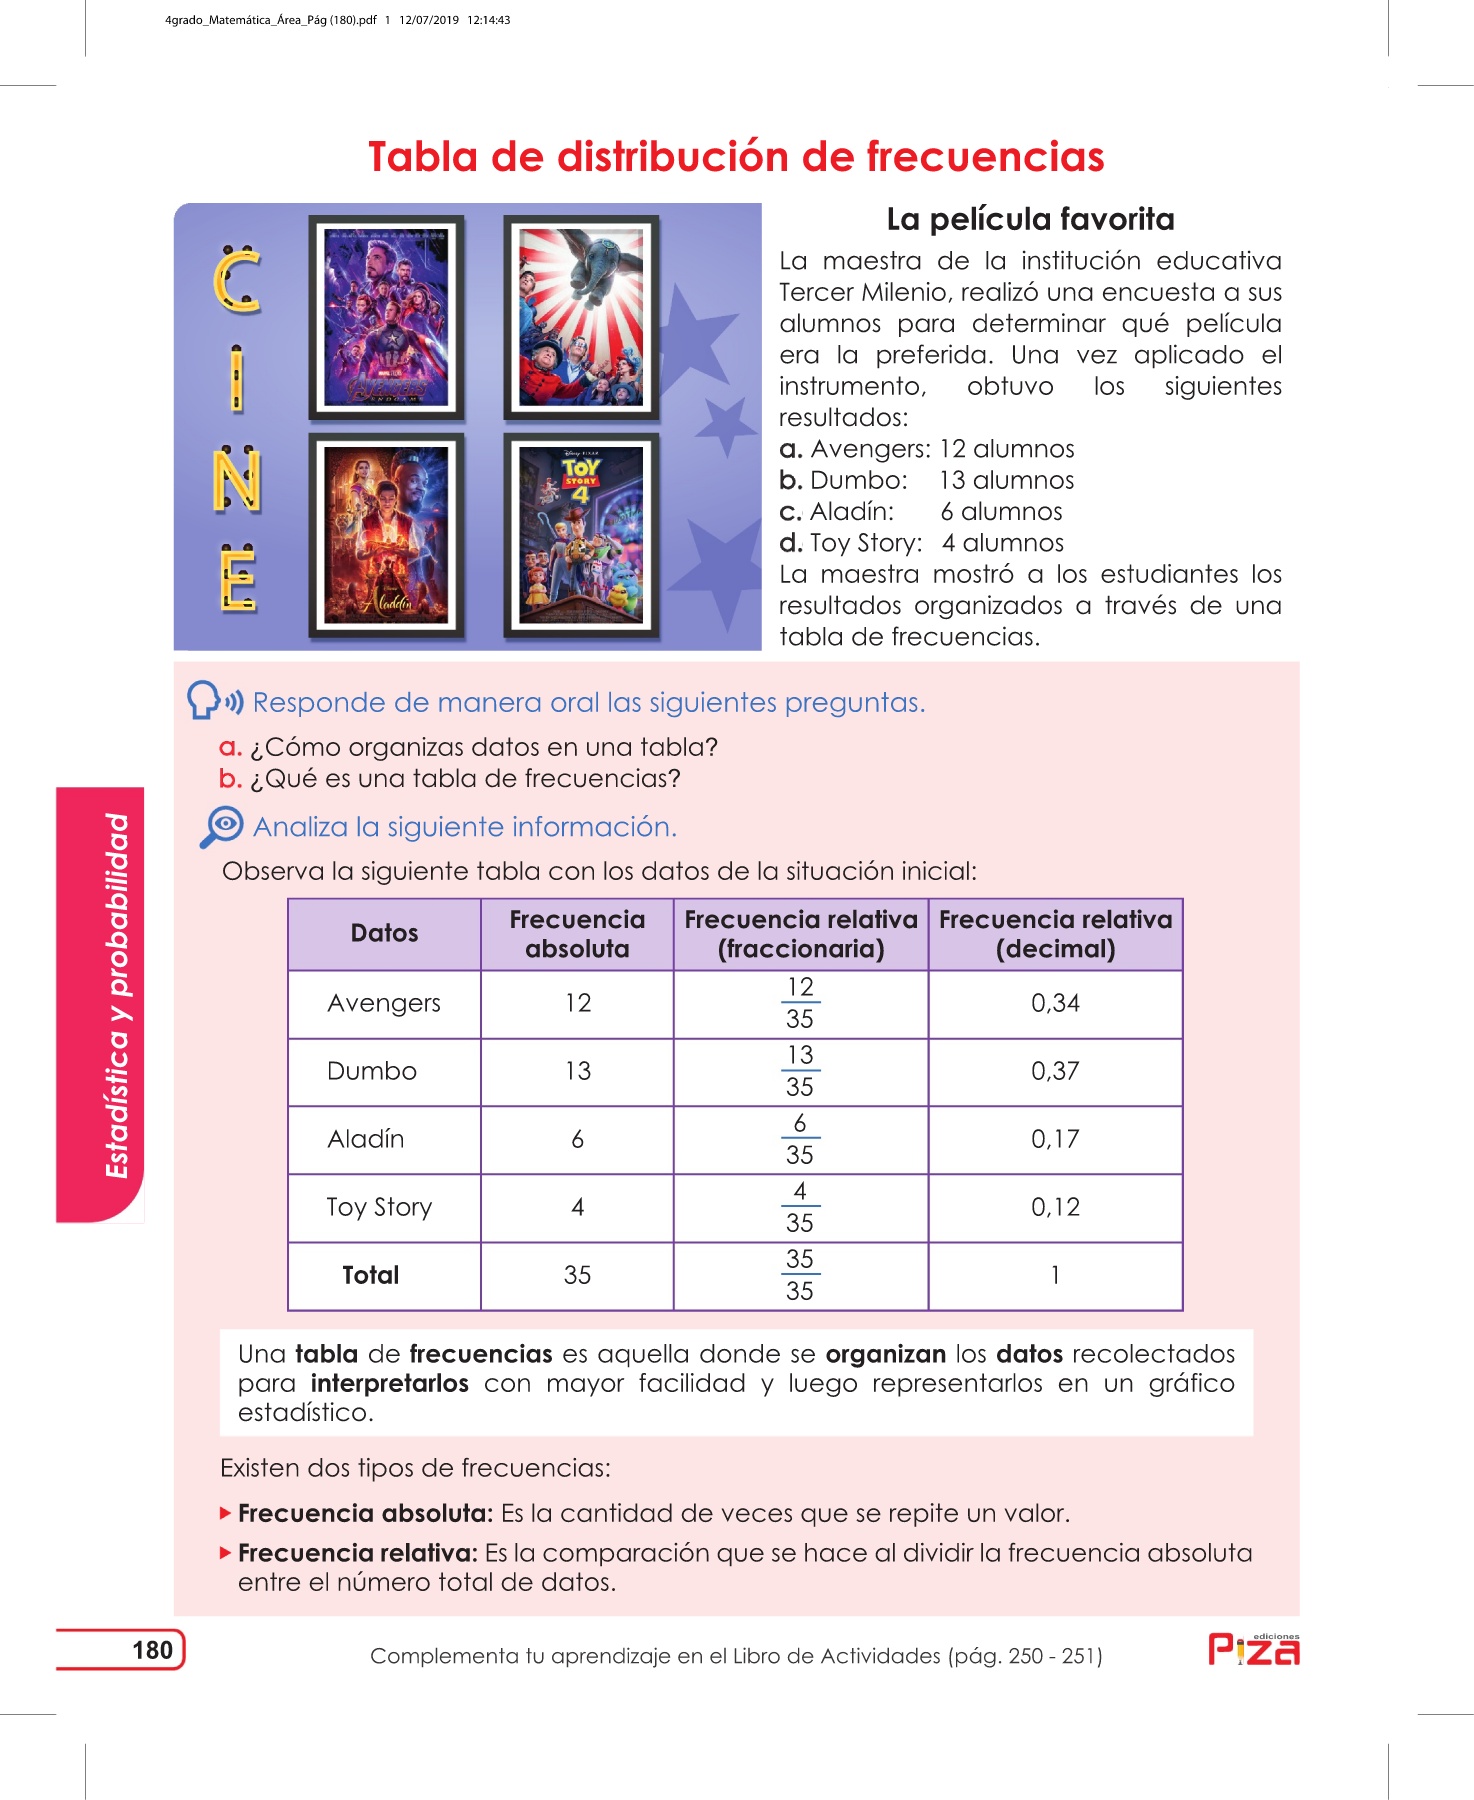 4grado_Matemática_Área_Pág (180).pdf 1 12/07/2019 12:14:43
Tabla de distribución de frecuencias
CINE
AVENGERS
ENDGAME
Aladdin
Disney PIXAR
TOY
STORY
4
La película favorita
La maestra de la institución educativa
Tercer Milenio, realizó una encuesta a sus
alumnos para determinar qué película
era la preferida. Una vez aplicado el
instrumento, obtuvo los siguientes
resultados:
a. Avengers: 12 alumnos
b. Dumbo: 13 alumnos
c. Aladín: 6 alumnos
d. Toy Story: 4 alumnos
La maestra mostró a los estudiantes los
resultados organizados a través de una
tabla de frecuencias.
Responde de manera oral las siguientes preguntas.
a. ¿Cómo organizas datos en una tabla?
b. ¿Qué es una tabla de frecuencias?
Analiza la siguiente información.
Observa la siguiente tabla con los datos de la situación inicial:
Datos Frecuencia absoluta Frecuencia relativa (fraccionaria) Frecuencia relativa (decimal)
Avengers 12 12/35 0,34
Dumbo 13 13/35 0,37
Aladín 6 6/35 0,17
Toy Story 4 4/35 0,12
Total 35 35/35 1
Una tabla de frecuencias es aquella donde se organizan los datos recolectados
para interpretarlos con mayor facilidad y luego representarlos en un gráfico
estadístico.
Existen dos tipos de frecuencias:
Frecuencia absoluta: Es la cantidad de veces que se repite un valor.
Frecuencia relativa: Es la comparación que se hace al dividir la frecuencia absoluta
entre el número total de datos.
Estadística y probabilidad
180
Complementa tu aprendizaje en el Libro de Actividades (pág. 250 - 251)
ediciones
Piza